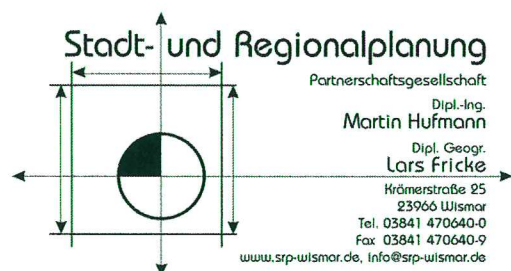 Stadt- und Regionalplanung
Partnerschaftsgesellschaft
Dipl.-Ing.
Martin Hufmann
Dipl. Geogr.
Lars Fricke
Krämerstraße 25
23966 Wismar
Tel. 03841 470640-0
Fax 03841 470640-9
www.srp-wismar.de, info@srp-wismar.de